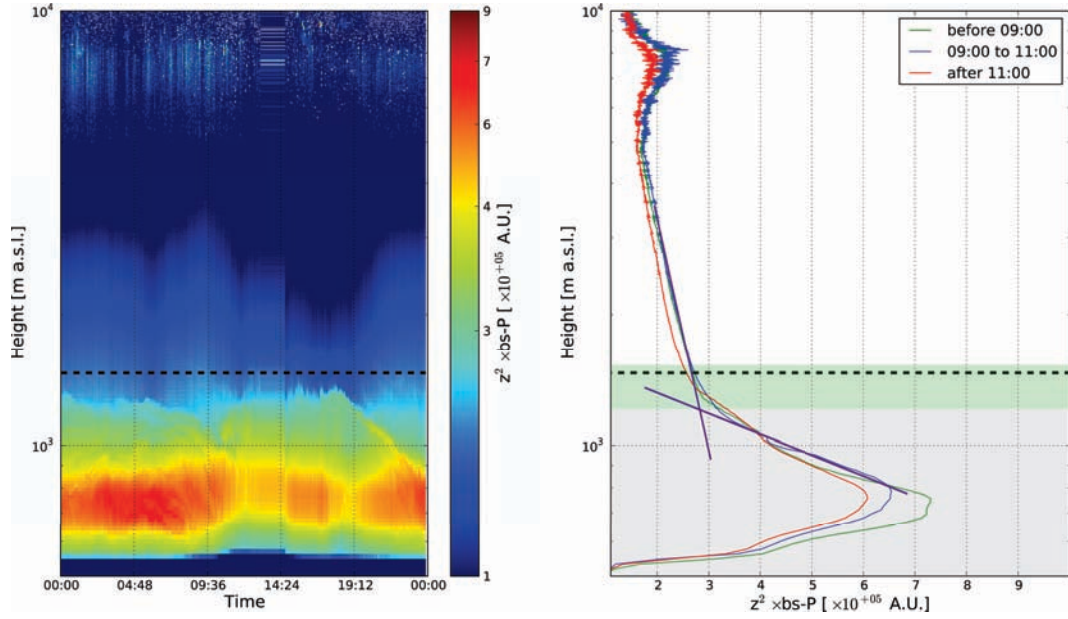 10⁴
10³
Height [m a.s.l.]
00:00 04:48 09:36 14:24 19:12 00:00
Time
9
7
6
4
3
1
z² ×bs-P [ ×10⁺⁰⁵ A.U.]
10⁴
10³
Height [m a.s.l.]
before 09:00
09:00 to 11:00
after 11:00
2 3 4 5 6 7 8 9
z² ×bs-P [ ×10⁺⁰⁵ A.U.]